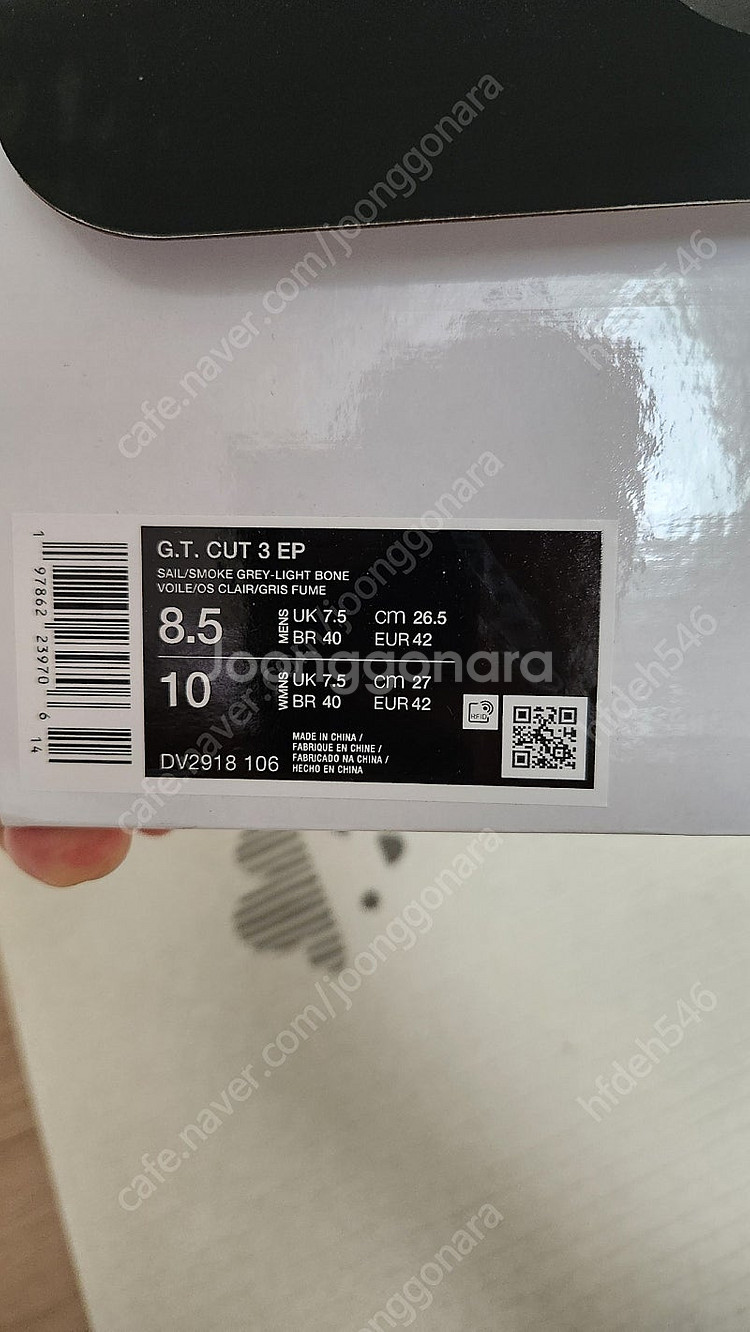 G.T. CUT 3 EP
SAIL/SMOKE GREY-LIGHT BONE
VOILE/OS CLAIR/GRIS FUME
8.5 MENS UK 7.5 cm 26.5
BR 40 EUR 42
10 WMNS UK 7.5 cm 27
BR 40 EUR 42
RFID
MADE IN CHINA /
FABRIQUE EN CHINE /
FABRICADO NA CHINA /
HECHO EN CHINA
DV2918 106
1 97862 23970 6 14
Joonggonara
cafe.naver.com/joonggonara
hfdeh546
joonggonara
cafe.naver.com/joonggonara
hfdeh546
cafe.naver.com/joonggonara
hfdeh546
cafe.naver.com/joonggonara